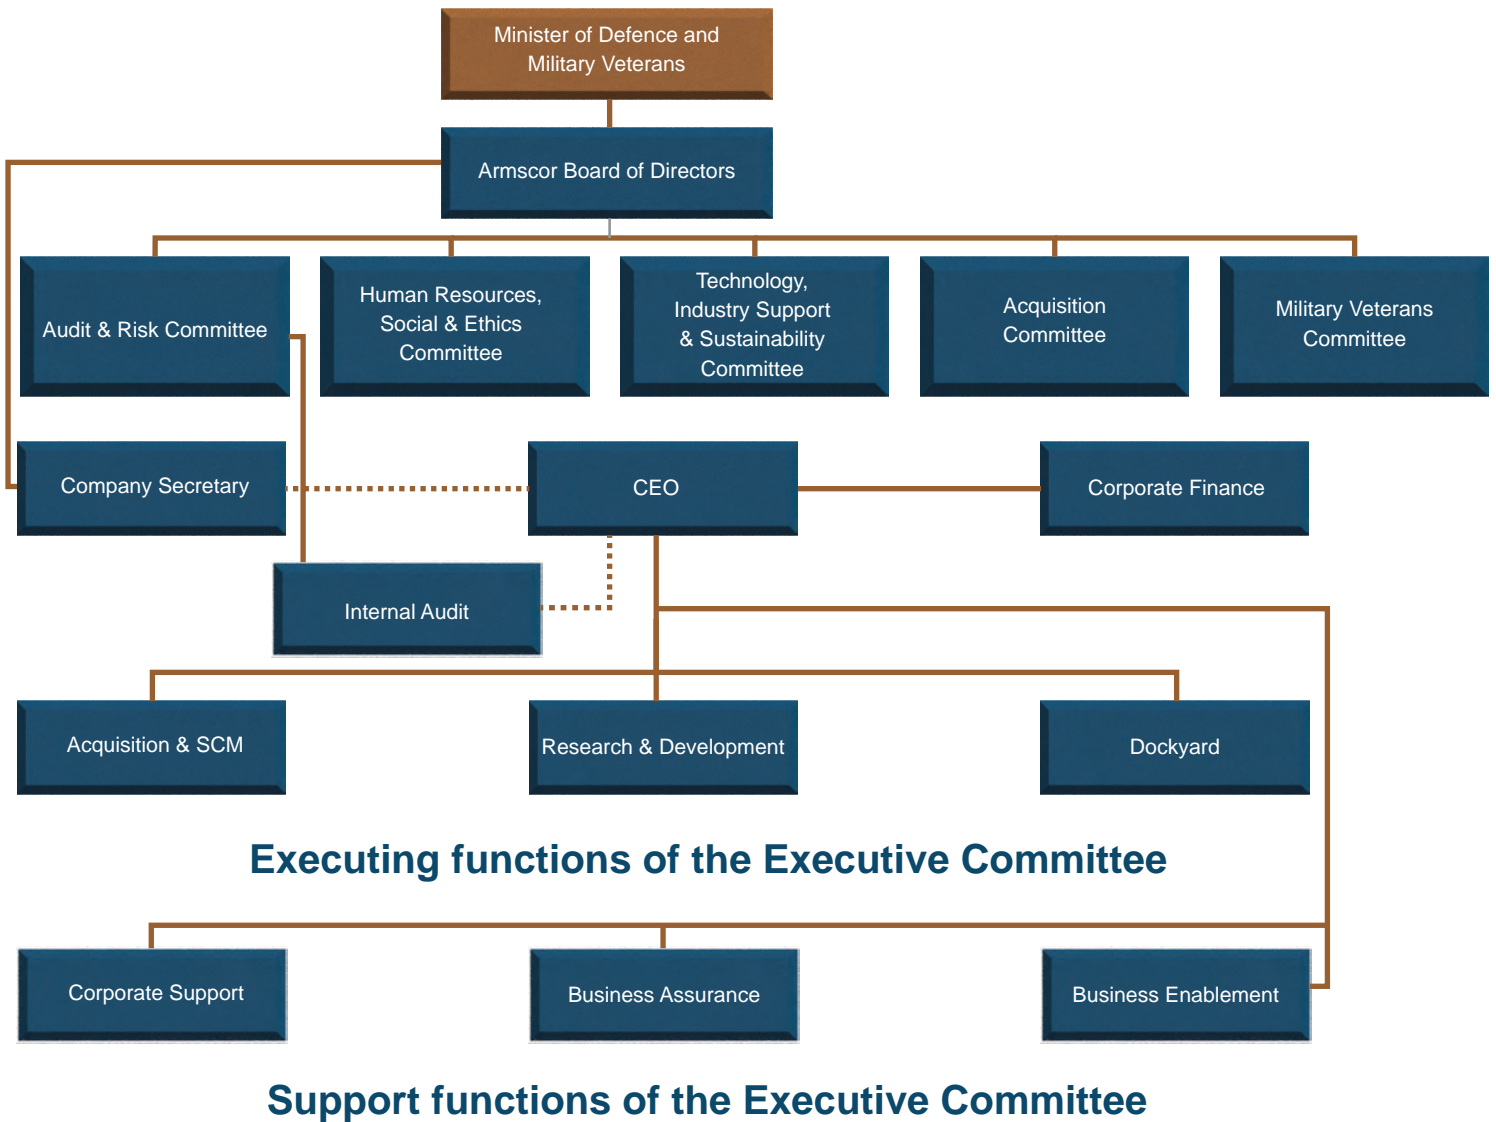 Minister of Defence and
Military Veterans
Armscor Board of Directors
Audit & Risk Committee
Human Resources,
Social & Ethics
Committee
Technology,
Industry Support
& Sustainability
Committee
Acquisition
Committee
Military Veterans
Committee
Company Secretary
CEO
Corporate Finance
Internal Audit
Acquisition & SCM
Research & Development
Dockyard
Executing functions of the Executive Committee
Corporate Support
Business Assurance
Business Enablement
Support functions of the Executive Committee